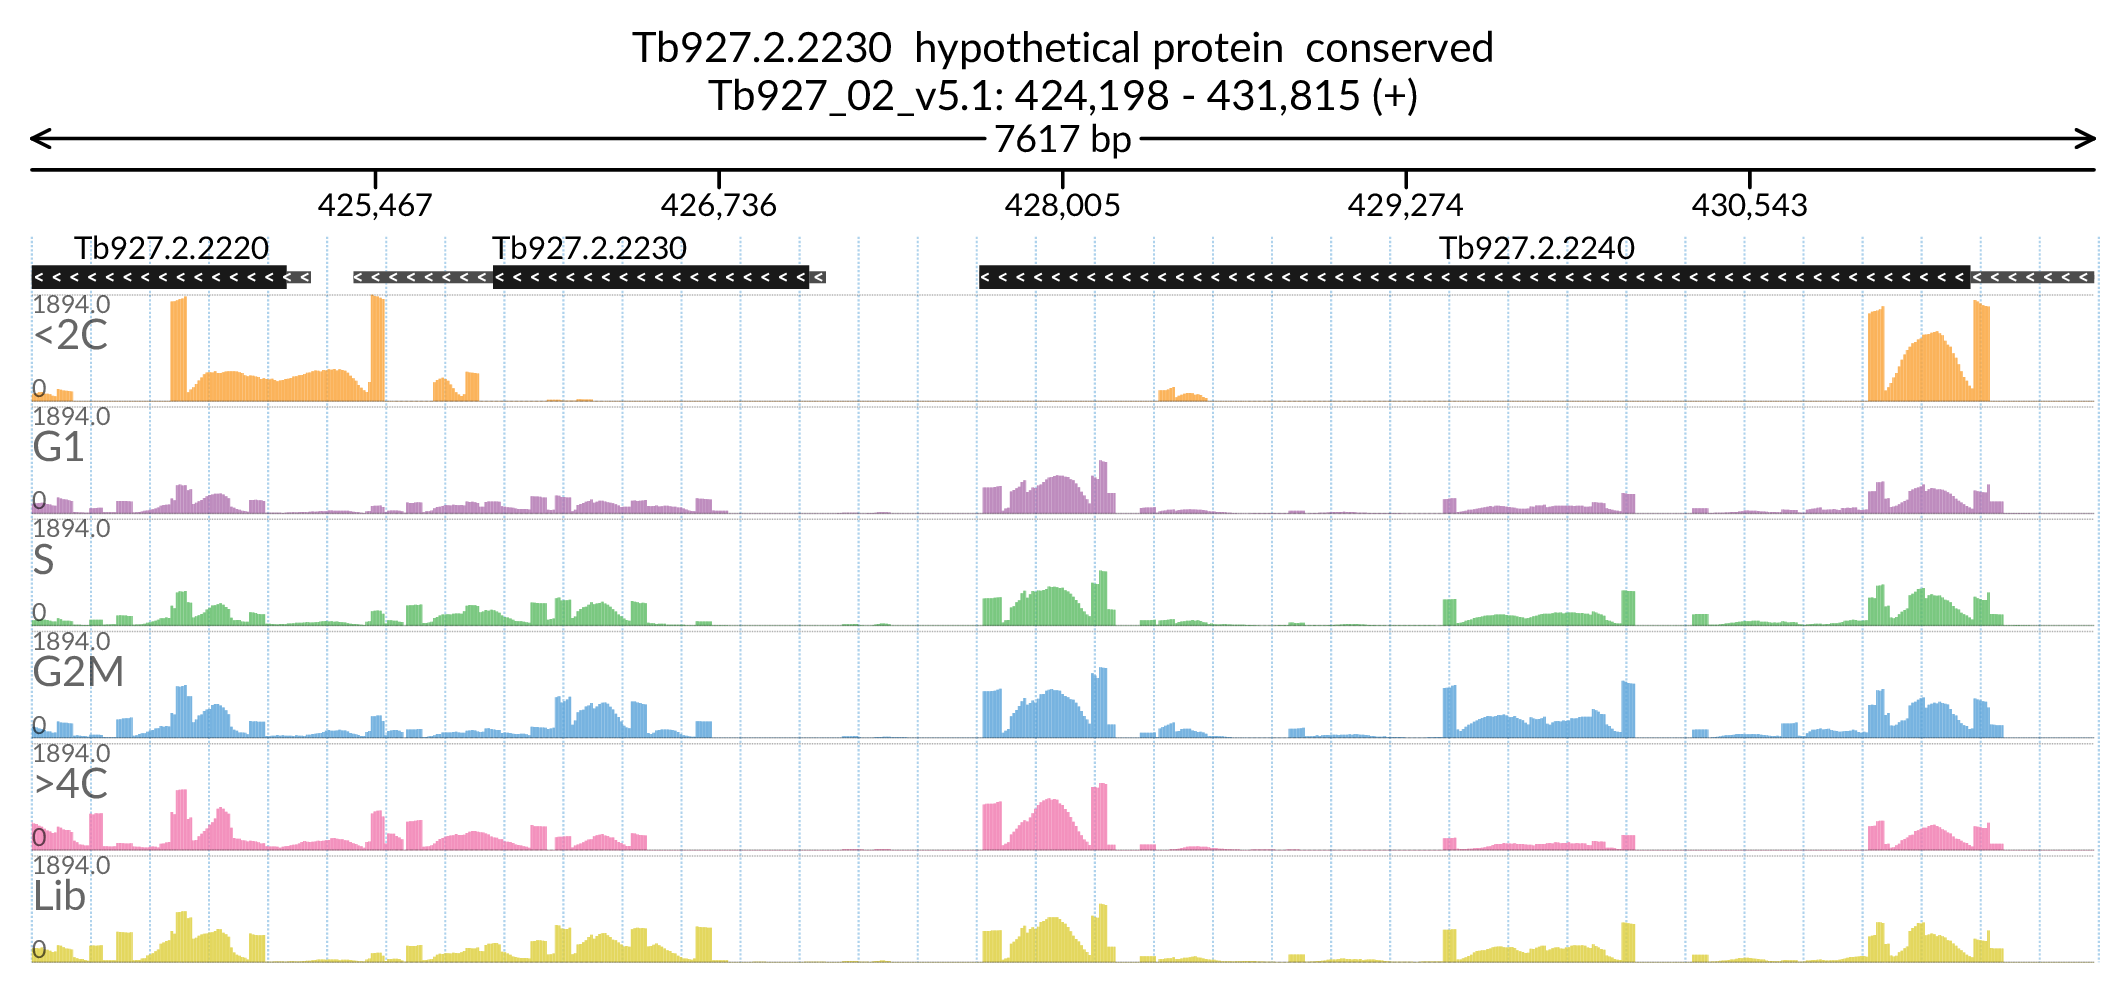 Tb927.2.2230 hypothetical protein conserved
Tb927_02_v5.1: 424,198 - 431,815 (+)
7617 bp
425,467 426,736 428,005 429,274 430,543
Tb927.2.2220 Tb927.2.2230 Tb927.2.2240
1894.0
<2C
0
1894.0
G1
0
1894.0
S
0
1894.0
G2M
0
1894.0
>4C
0
1894.0
Lib
0